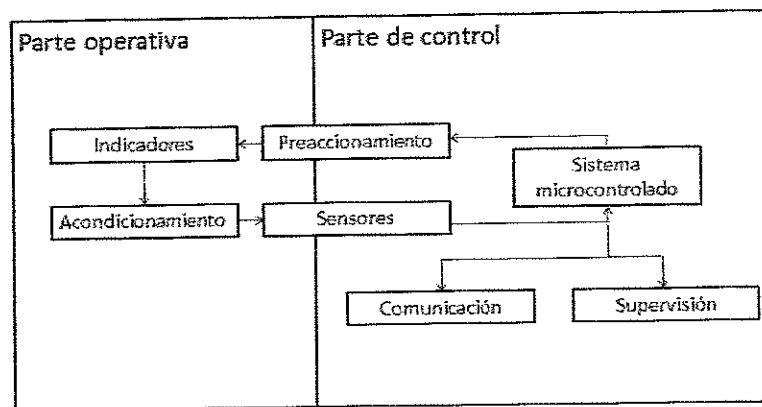 Parte operativa
Parte de control
Indicadores
Preaccionamiento
Sistema
microcontrolado
Acondicionamiento
Sensores
Comunicación
Supervisión